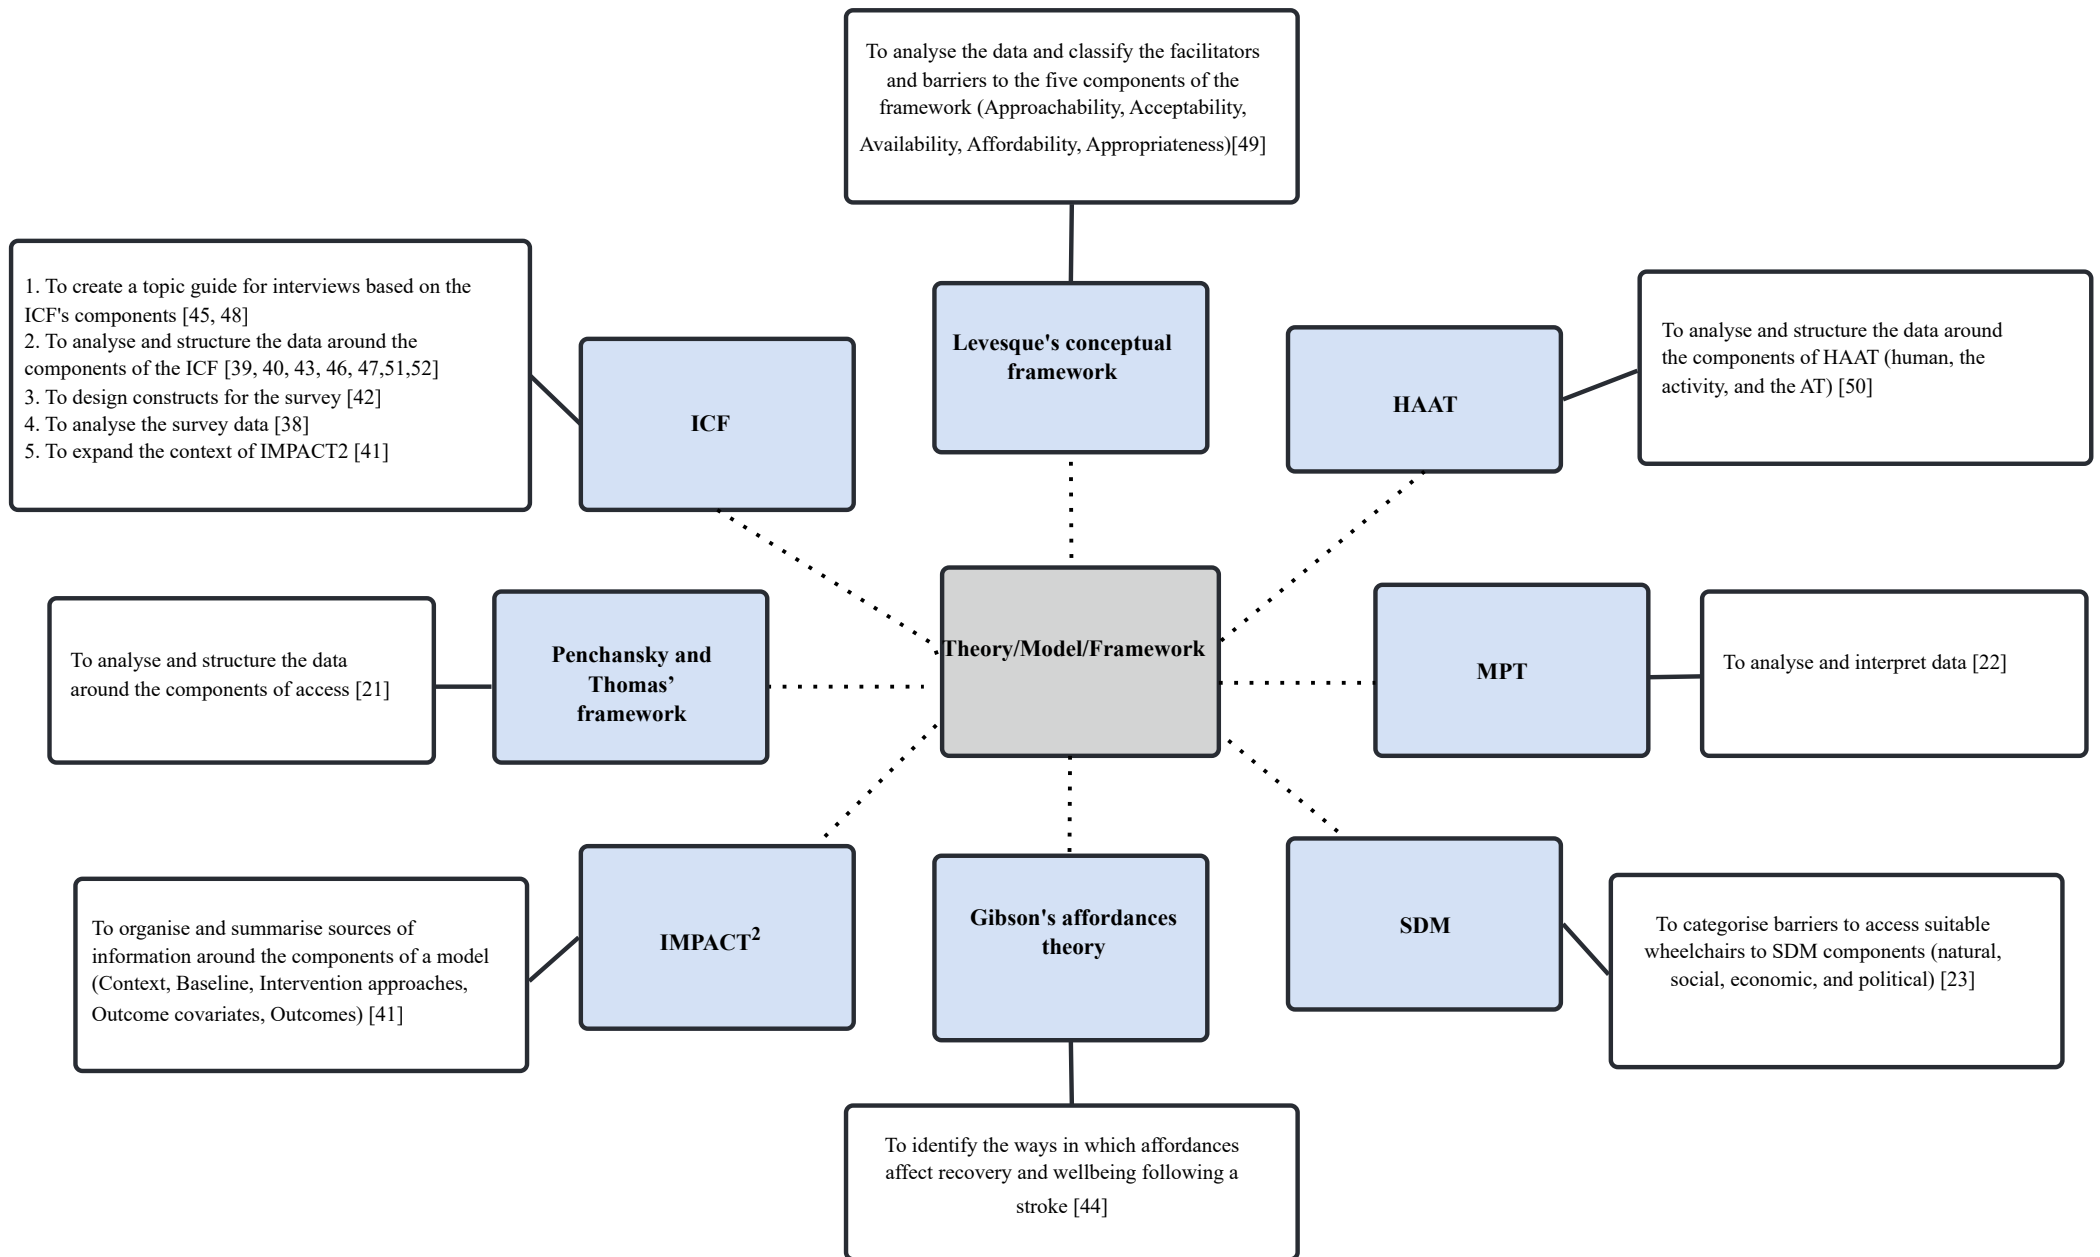 To analyse the data and classify the facilitators
and barriers to the five components of the
framework (Approachability, Acceptability,
Availability, Affordability, Appropriateness)[49]
1. To create a topic guide for interviews based on the
ICF's components [45, 48]
2. To analyse and structure the data around the
components of the ICF [39, 40, 43, 46, 47,51,52]
3. To design constructs for the survey [42]
4. To analyse the survey data [38]
5. To expand the context of IMPACT2 [41]
ICF
Levesque's conceptual
framework
HAAT
To analyse and structure the data around
the components of HAAT (human, the
activity, and the AT) [50]
To analyse and structure the data
around the components of access [21]
Penchansky and
Thomas’
framework
Theory/Model/Framework
MPT
To analyse and interpret data [22]
To organise and summarise sources of
information around the components of a model
(Context, Baseline, Intervention approaches,
Outcome covariates, Outcomes) [41]
IMPACT²
Gibson's affordances
theory
SDM
To categorise barriers to access suitable
wheelchairs to SDM components (natural,
social, economic, and political) [23]
To identify the ways in which affordances
affect recovery and wellbeing following a
stroke [44]